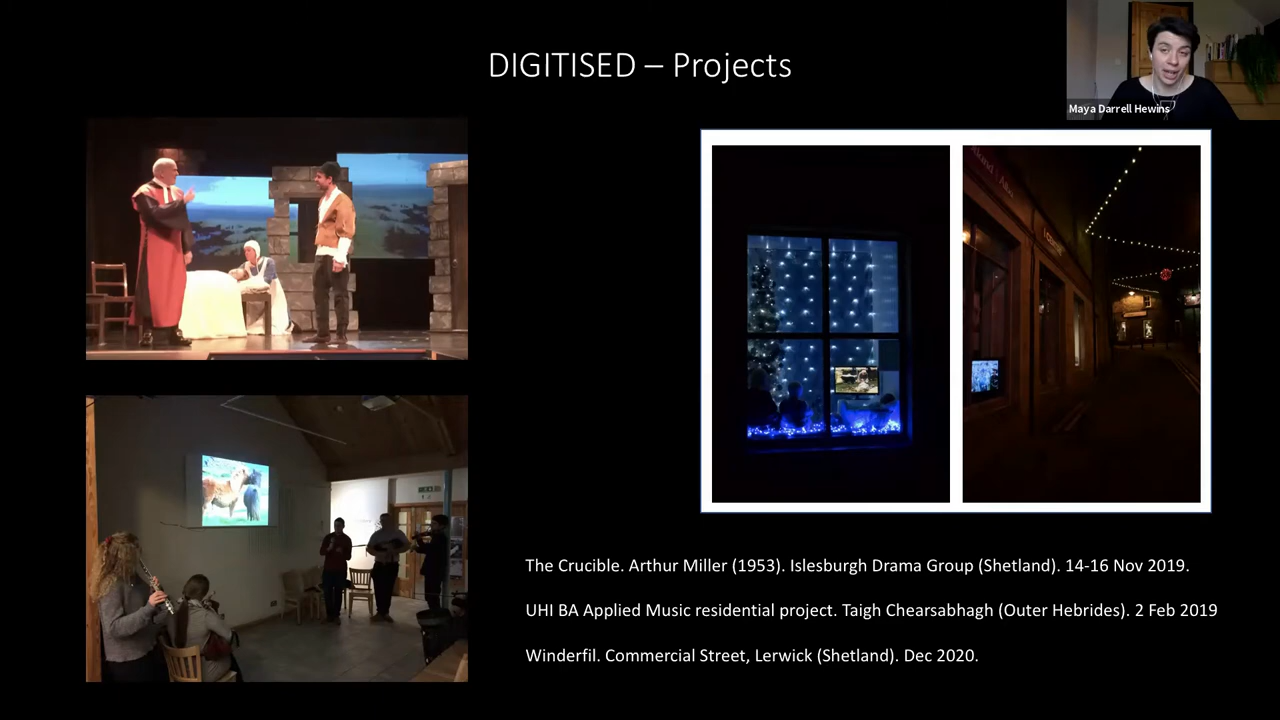 DIGITISED – Projects
Maya Darrell Hewins
The Crucible. Arthur Miller (1953). Islesburgh Drama Group (Shetland). 14-16 Nov 2019.
UHI BA Applied Music residential project. Taigh Chearsabhagh (Outer Hebrides). 2 Feb 2019
Winderfil. Commercial Street, Lerwick (Shetland). Dec 2020.